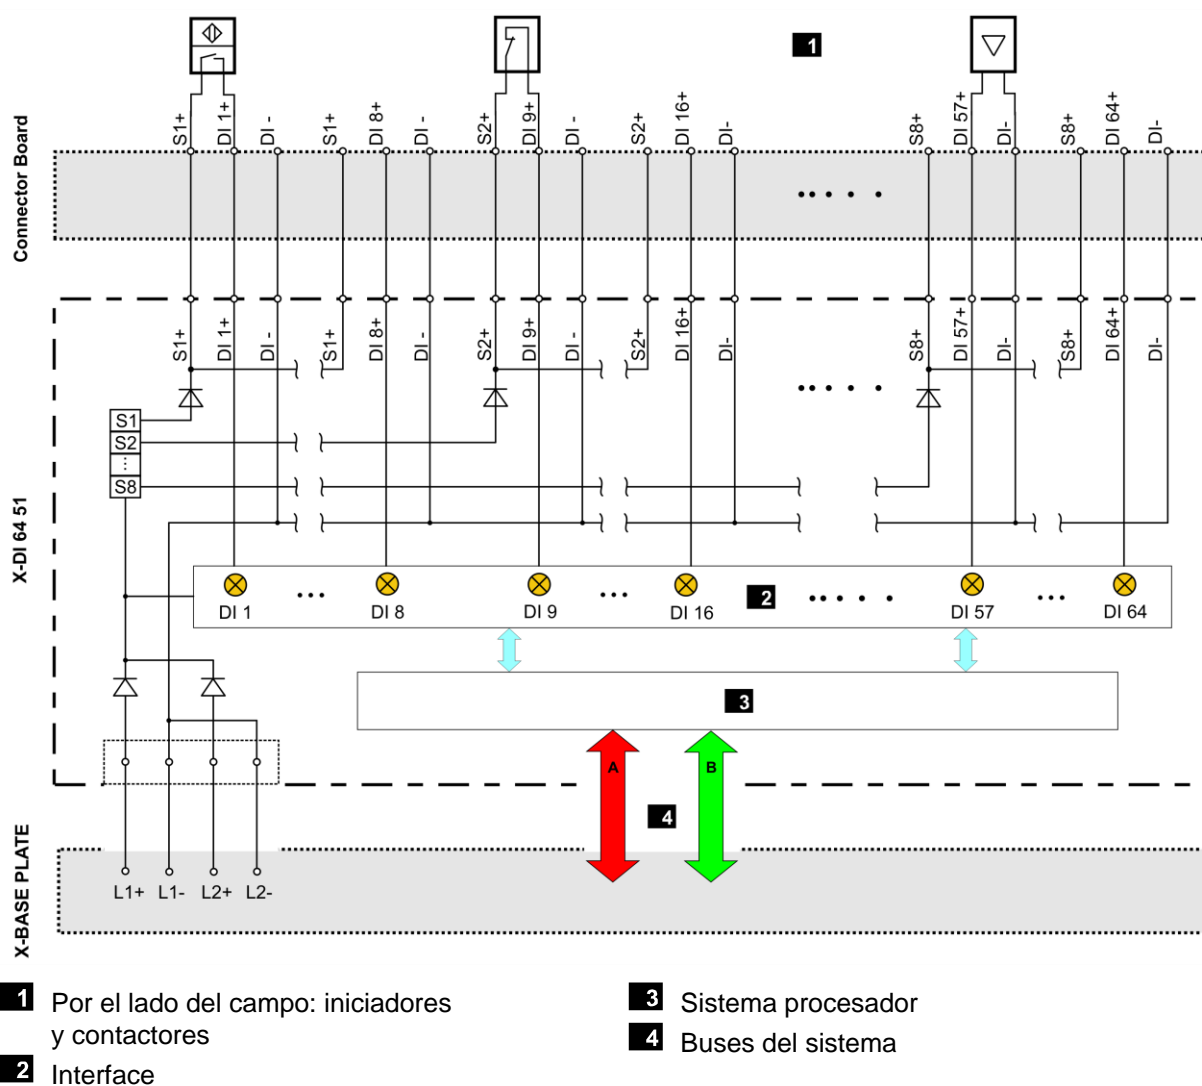 1
S1+ DI 1+ DI - S1+ DI 8+ DI - S2+ DI 9+ DI - S2+ DI 16+ DI- S8+ DI 57+ DI- S8+ DI 64+ DI-
Connector Board
S1+ DI 1+ DI - S1+ DI 8+ DI - S2+ DI 9+ DI - S2+ DI 16+ DI- S8+ DI 57+ DI- S8+ DI 64+ DI-
S1
S2
S8
X-DI 64 51
2
DI 1 DI 8 DI 9 DI 16 DI 57 DI 64
3
A B
4
X-BASE PLATE
L1+ L1- L2+ L2-
1 Por el lado del campo: iniciadores
y contactores
2 Interface
3 Sistema procesador
4 Buses del sistema